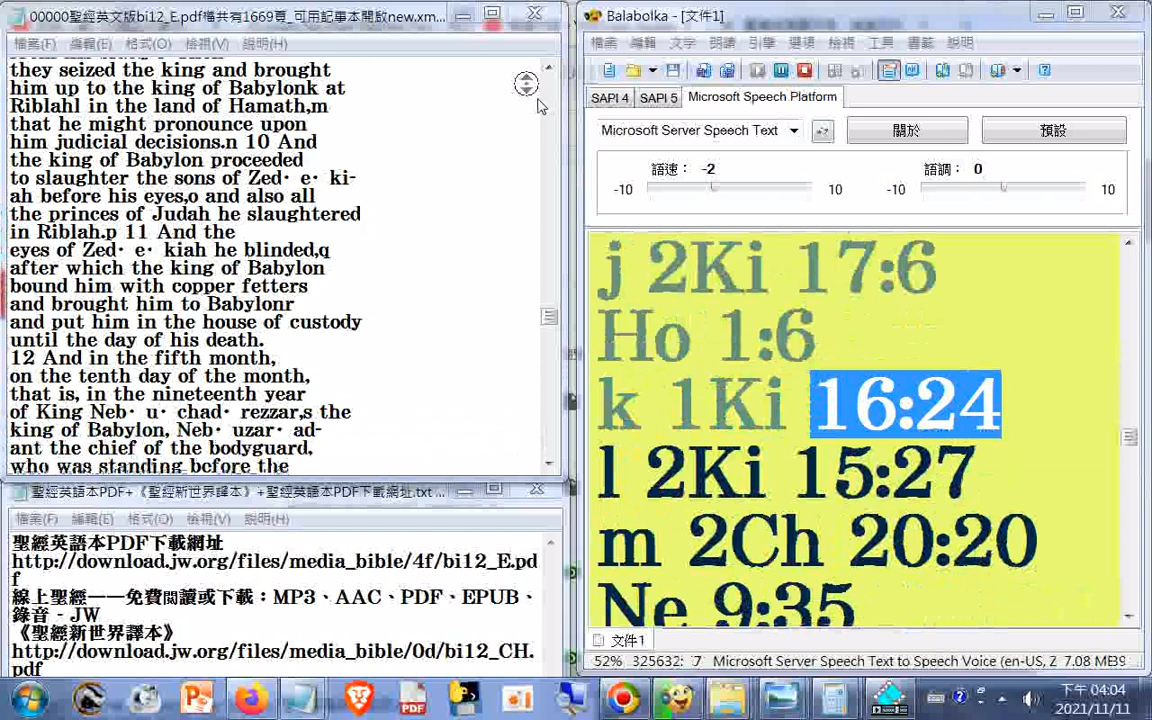 00000聖經英文版bi12_E.pdf檔共有1669頁_可用記事本開啟new.xm...
檔案(F) 編輯(E) 格式(O) 檢視(V) 說明(H)
they seized the king and brought
him up to the king of Babylonk at
Riblahl in the land of Hamath,m
that he might pronounce upon
him judicial decisions.n 10 And
the king of Babylon proceeded
to slaughter the sons of Zed· e· ki-
ah before his eyes,o and also all
the princes of Judah he slaughtered
in Riblah.p 11 And the
eyes of Zed· e· kiah he blinded,q
after which the king of Babylon
bound him with copper fetters
and brought him to Babylonr
and put him in the house of custody
until the day of his death.
12 And in the fifth month,
on the tenth day of the month,
that is, in the nineteenth year
of King Neb· u· chad· rezzar,s the
king of Babylon, Neb· uzar· ad-
ant the chief of the bodyguard,
who was standing before the
聖經英語本PDF+《聖經新世界譯本》+聖經英語本PDF下載網址.txt ...
檔案(F) 編輯(E) 格式(O) 檢視(V) 說明(H)
聖經英語本PDF下載網址
http://download.jw.org/files/media_bible/4f/bi12_E.pd
f
線上聖經——免費閱讀或下載：MP3、AAC、PDF、EPUB、
錄音 - JW
《聖經新世界譯本》
http://download.jw.org/files/media_bible/0d/bi12_CH.
pdf
Balabolka - [文件1]
檔案 編輯 文字 朗讀 引擎 選項 檢視 工具 書籤 說明
SAPI 4 SAPI 5 Microsoft Speech Platform
Microsoft Server Speech Text 關於 預設
語速： -2 語調： 0
-10 10 -10 10
j 2Ki 17:6
Ho 1:6
k 1Ki 16:24
l 2Ki 15:27
m 2Ch 20:20
Ne 9:35
文件1
52% 325632: 7 Microsoft Server Speech Text to Speech Voice (en-US, Z 7.08 MB
下午 04:04
2021/11/11